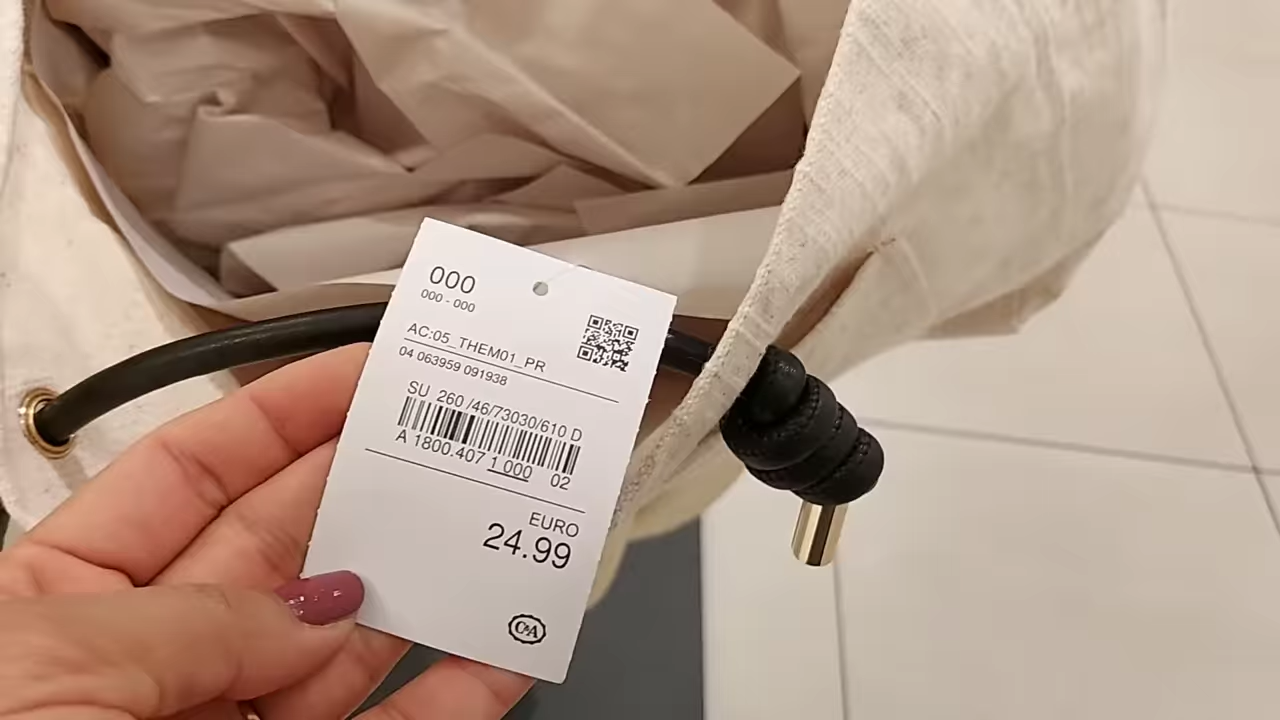 000
000 - 000
AC:05_THEM01_PR
04 063959 091938
SU 260 /46/73030/610 D
A 1800.407 1 000 02
EURO
24.99
C&A